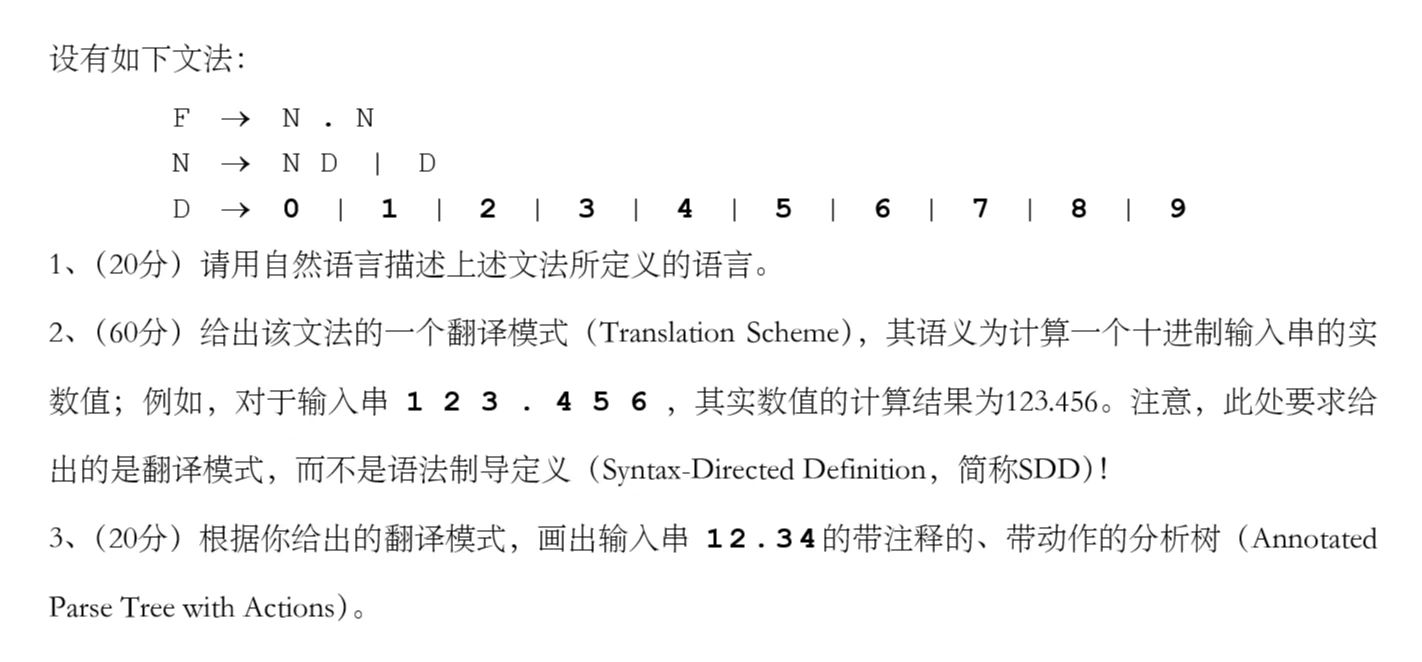 设有如下文法：
F → N . N
N → N D | D
D → 0 | 1 | 2 | 3 | 4 | 5 | 6 | 7 | 8 | 9
1、（20分）请用自然语言描述上述文法所定义的语言。
2、（60分）给出该文法的一个翻译模式（Translation Scheme），其语义为计算一个十进制输入串的实
数值；例如，对于输入串 1 2 3 . 4 5 6 ，其实数值的计算结果为123.456。注意，此处要求给
出的是翻译模式，而不是语法制导定义（Syntax-Directed Definition，简称SDD）！
3、（20分）根据你给出的翻译模式，画出输入串 12.34的带注释的、带动作的分析树（Annotated
Parse Tree with Actions）。